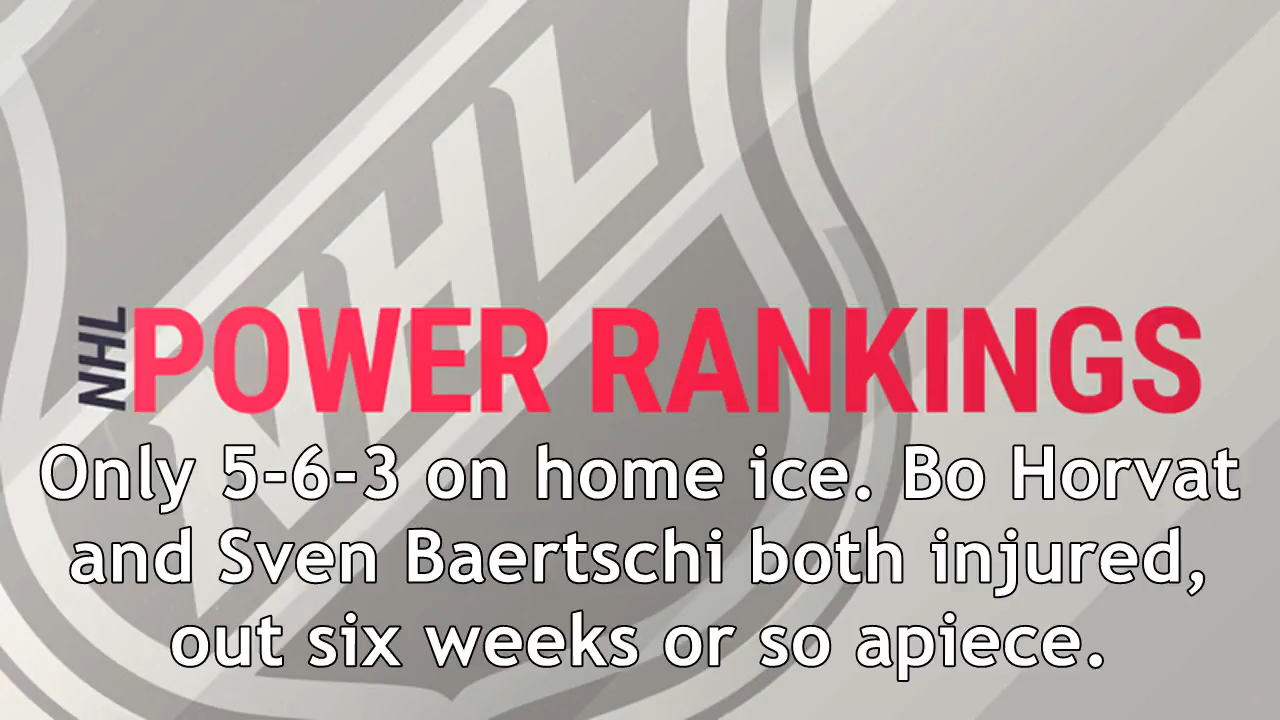 NHL
NHL POWER RANKINGS
Only 5-6-3 on home ice. Bo Horvat
and Sven Baertschi both injured,
out six weeks or so apiece.